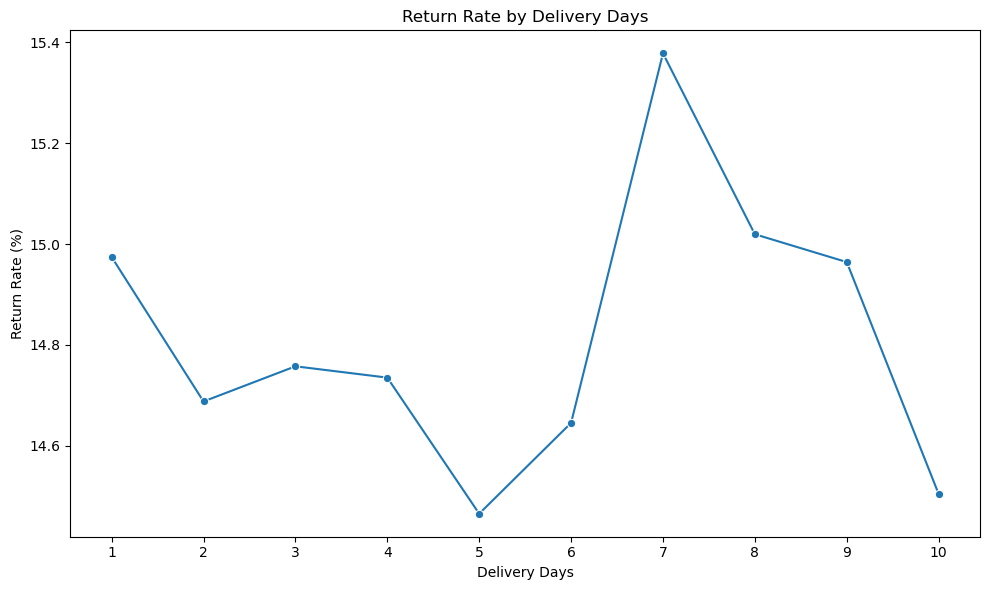 Return Rate by Delivery Days
Return Rate (%)
15.4
15.2
15.0
14.8
14.6
1 2 3 4 5 6 7 8 9 10
Delivery Days